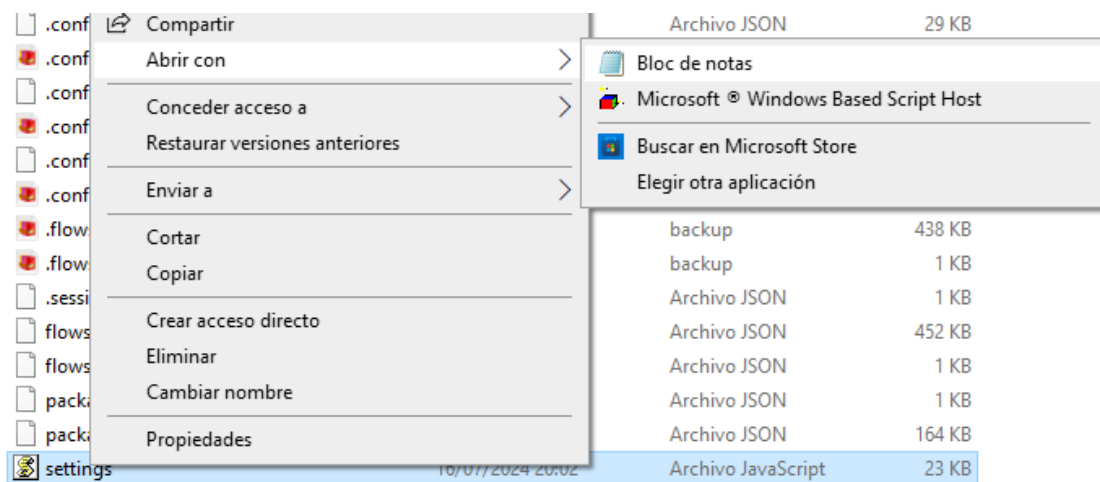 .conf Compartir Archivo JSON 29 KB
.conf Abrir con
Bloc de notas
.conf
Microsoft ® Windows Based Script Host
.conf Conceder acceso a
.conf Restaurar versiones anteriores
Buscar en Microsoft Store
.conf Enviar a
Elegir otra aplicación
.flow backup 438 KB
Cortar
.flow backup 1 KB
Copiar
.sessi Archivo JSON 1 KB
Crear acceso directo
flows Archivo JSON 452 KB
Eliminar
flows Archivo JSON 1 KB
Cambiar nombre
packa Archivo JSON 1 KB
packa Archivo JSON 164 KB
Propiedades
settings 16/07/2024 20:02 Archivo JavaScript 23 KB